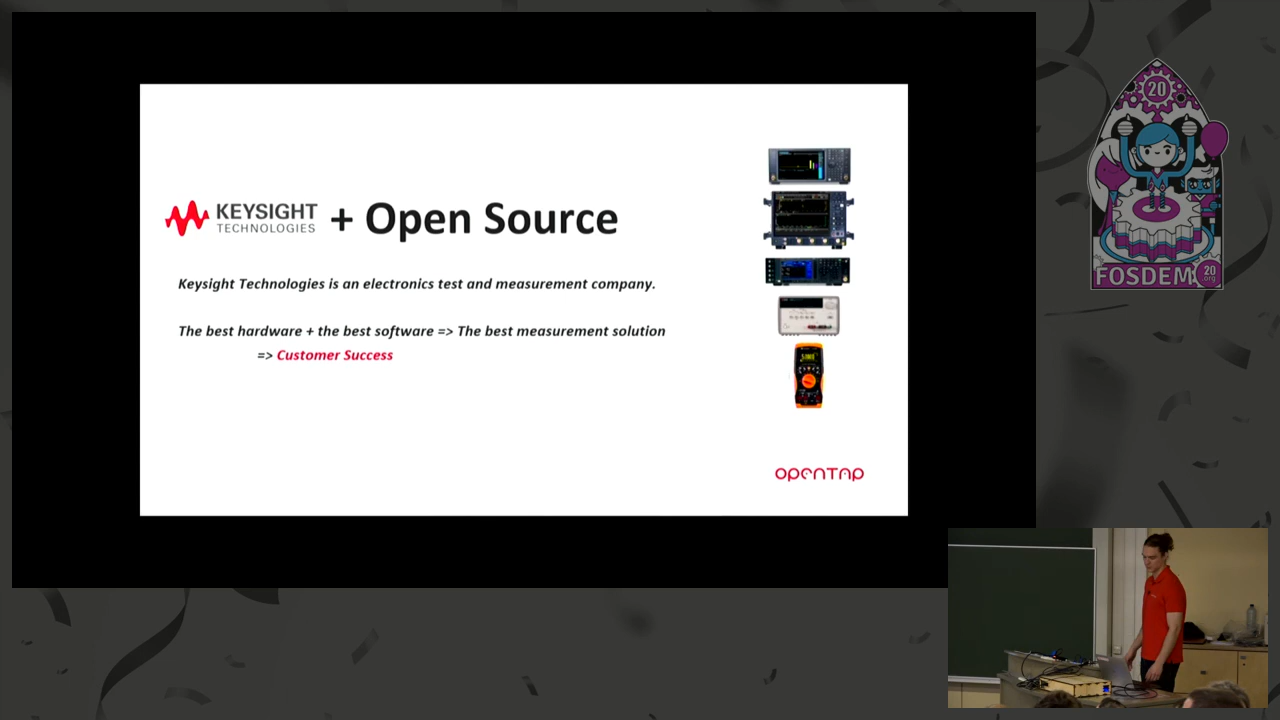 KEYSIGHT
TECHNOLOGIES
+ Open Source
Keysight Technologies is an electronics test and measurement company.
The best hardware + the best software => The best measurement solution
=> Customer Success
OPENTAP
20
FOSDEM
20
.org